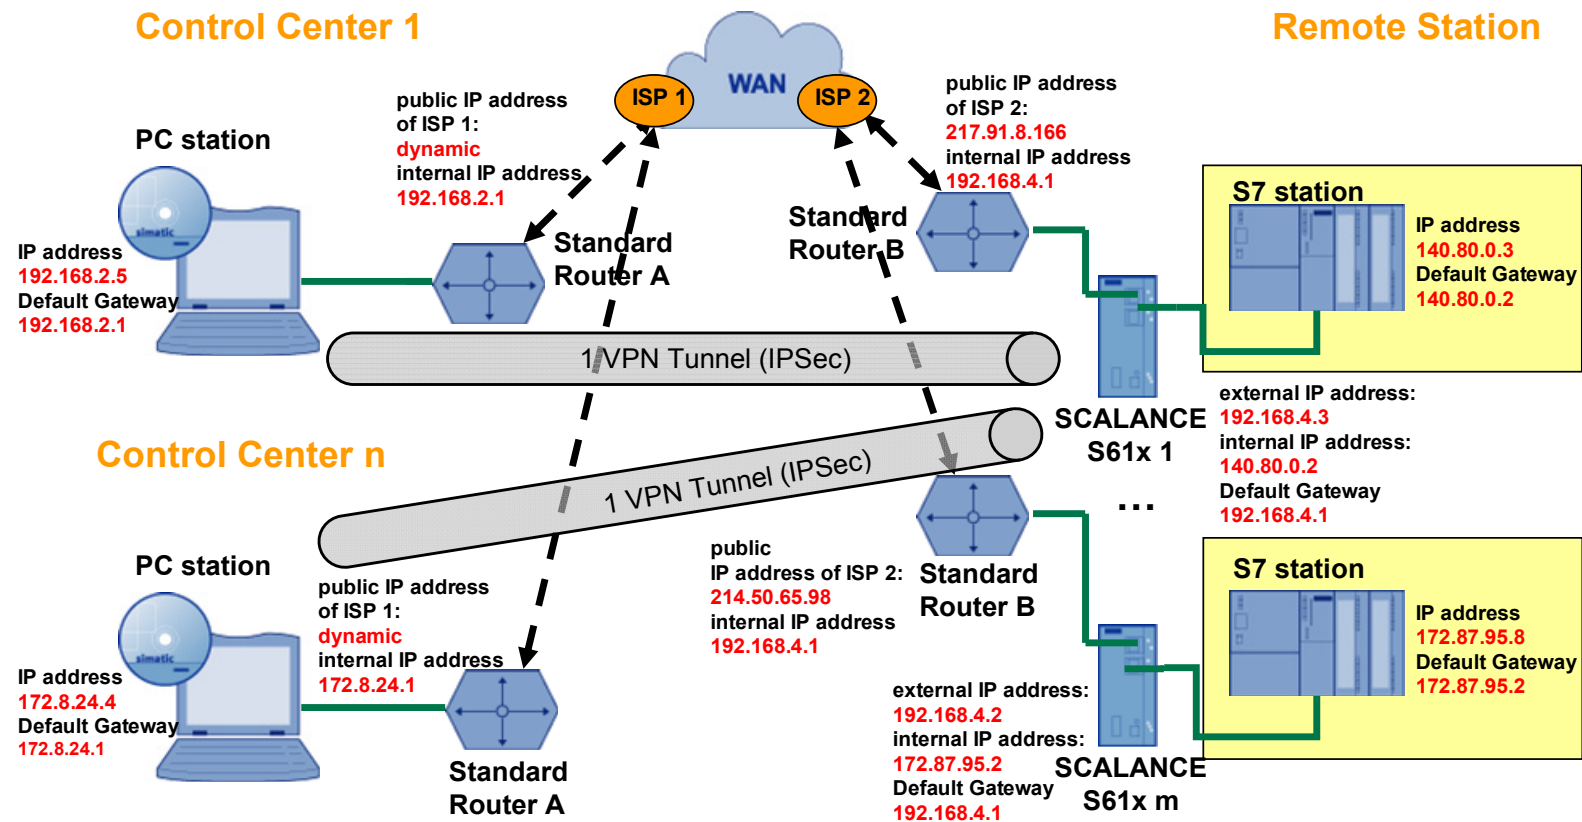 Control Center 1
Remote Station
WAN
ISP 1
ISP 2
public IP address
of ISP 1:
dynamic
internal IP address
192.168.2.1
public IP address
of ISP 2:
217.91.8.166
internal IP address
192.168.4.1
PC station
simatic
IP address
192.168.2.5
Default Gateway
192.168.2.1
Standard
Router A
Standard
Router B
S7 station
IP address
140.80.0.3
Default Gateway
140.80.0.2
1 VPN Tunnel (IPSec)
SCALANCE
S61x 1
external IP address:
192.168.4.3
internal IP address:
140.80.0.2
Default Gateway
192.168.4.1
...
Control Center n
1 VPN Tunnel (IPSec)
PC station
simatic
IP address
172.8.24.4
Default Gateway
172.8.24.1
public IP address
of ISP 1:
dynamic
internal IP address
172.8.24.1
Standard
Router A
public
IP address of ISP 2:
214.50.65.98
internal IP address
192.168.4.1
Standard
Router B
S7 station
IP address
172.87.95.8
Default Gateway
172.87.95.2
external IP address:
192.168.4.2
internal IP address:
172.87.95.2
Default Gateway
192.168.4.1
SCALANCE
S61x m